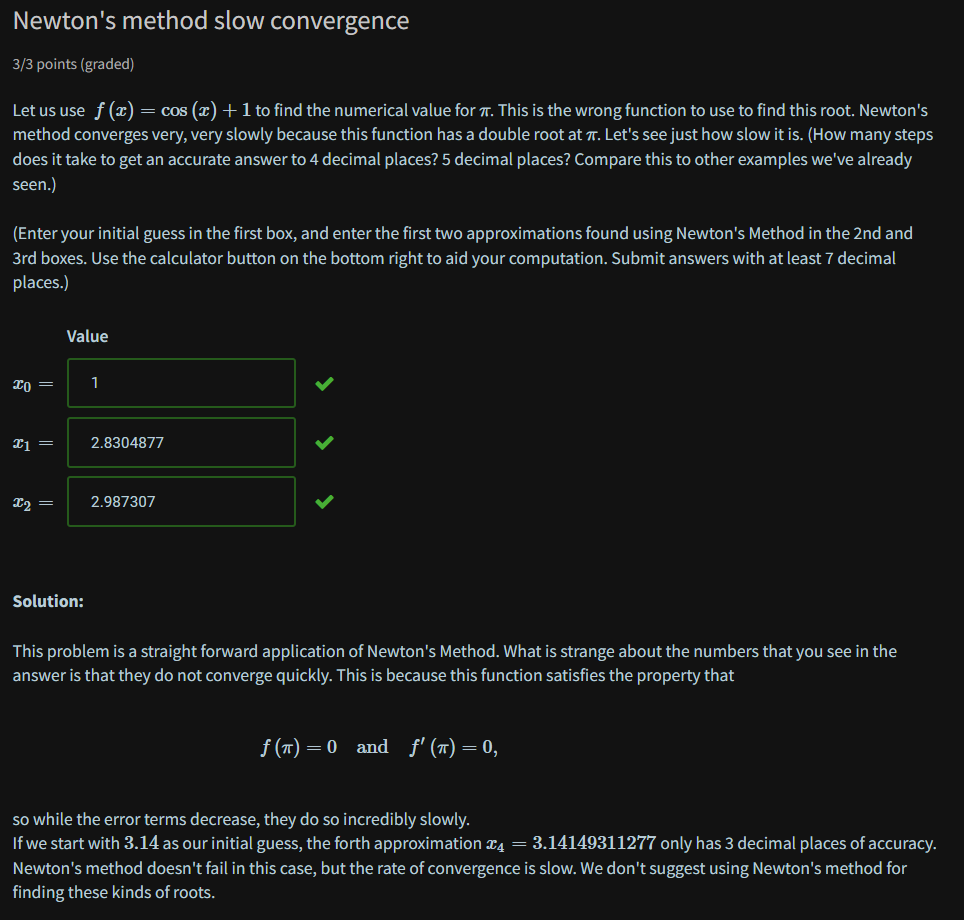 Newton's method slow convergence
3/3 points (graded)
Let us use f(x) = cos(x) + 1 to find the numerical value for π. This is the wrong function to use to find this root. Newton's
method converges very, very slowly because this function has a double root at π. Let's see just how slow it is. (How many steps
does it take to get an accurate answer to 4 decimal places? 5 decimal places? Compare this to other examples we've already
seen.)
(Enter your initial guess in the first box, and enter the first two approximations found using Newton's Method in the 2nd and
3rd boxes. Use the calculator button on the bottom right to aid your computation. Submit answers with at least 7 decimal
places.)
Value
x₀ = 1
x₁ = 2.8304877
x₂ = 2.987307
Solution:
This problem is a straight forward application of Newton's Method. What is strange about the numbers that you see in the
answer is that they do not converge quickly. This is because this function satisfies the property that
f(π) = 0 and f′(π) = 0,
so while the error terms decrease, they do so incredibly slowly.
If we start with 3.14 as our initial guess, the forth approximation x₄ = 3.14149311277 only has 3 decimal places of accuracy.
Newton's method doesn't fail in this case, but the rate of convergence is slow. We don't suggest using Newton's method for
finding these kinds of roots.